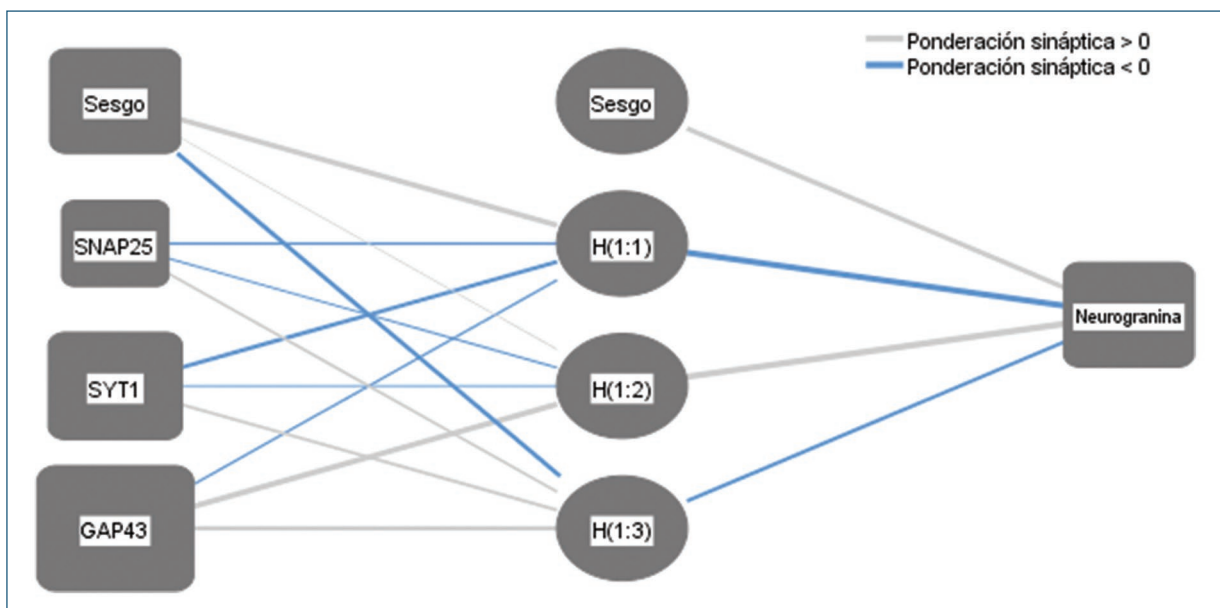 Ponderación sináptica > 0
Ponderación sináptica < 0
Sesgo
Sesgo
SNAP25
H(1:1)
Neurogranina
SYT1
H(1:2)
GAP43
H(1:3)